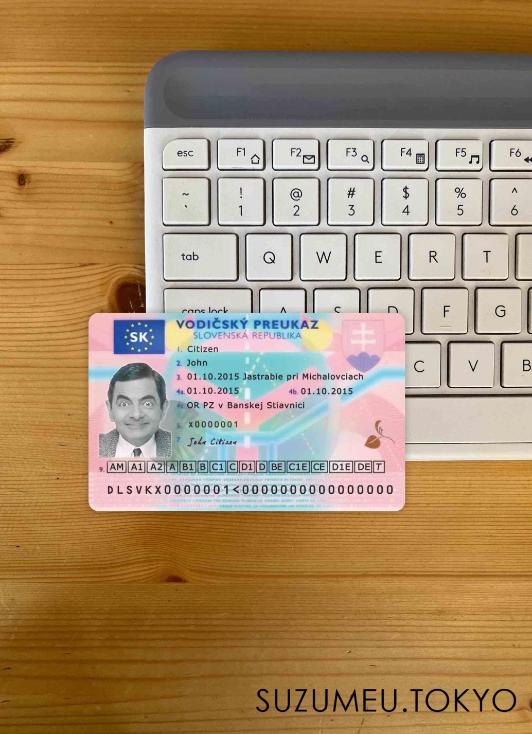 esc F1 F2 F3 F4 F5 F6
~ ! @ # $ % ^
` 1 2 3 4 5 6
tab Q W E R T
caps lock A S D F G
C V B
SK
VODIČSKÝ PREUKAZ
SLOVENSKÁ REPUBLIKA
1. Citizen
2. John
3. 01.10.2015 Jastrabie pri Michalovciach
4a. 01.10.2015 4b. 01.10.2015
4c. OR PZ v Banskej Stiavnici
5. X0000001
7. John Citizen
9. AM A1 A2 A B1 B C1 C D1 D BE C1E CE D1E DE T
DLSVKX0000001<0000000000000000
SUZUMEU.TOKYO